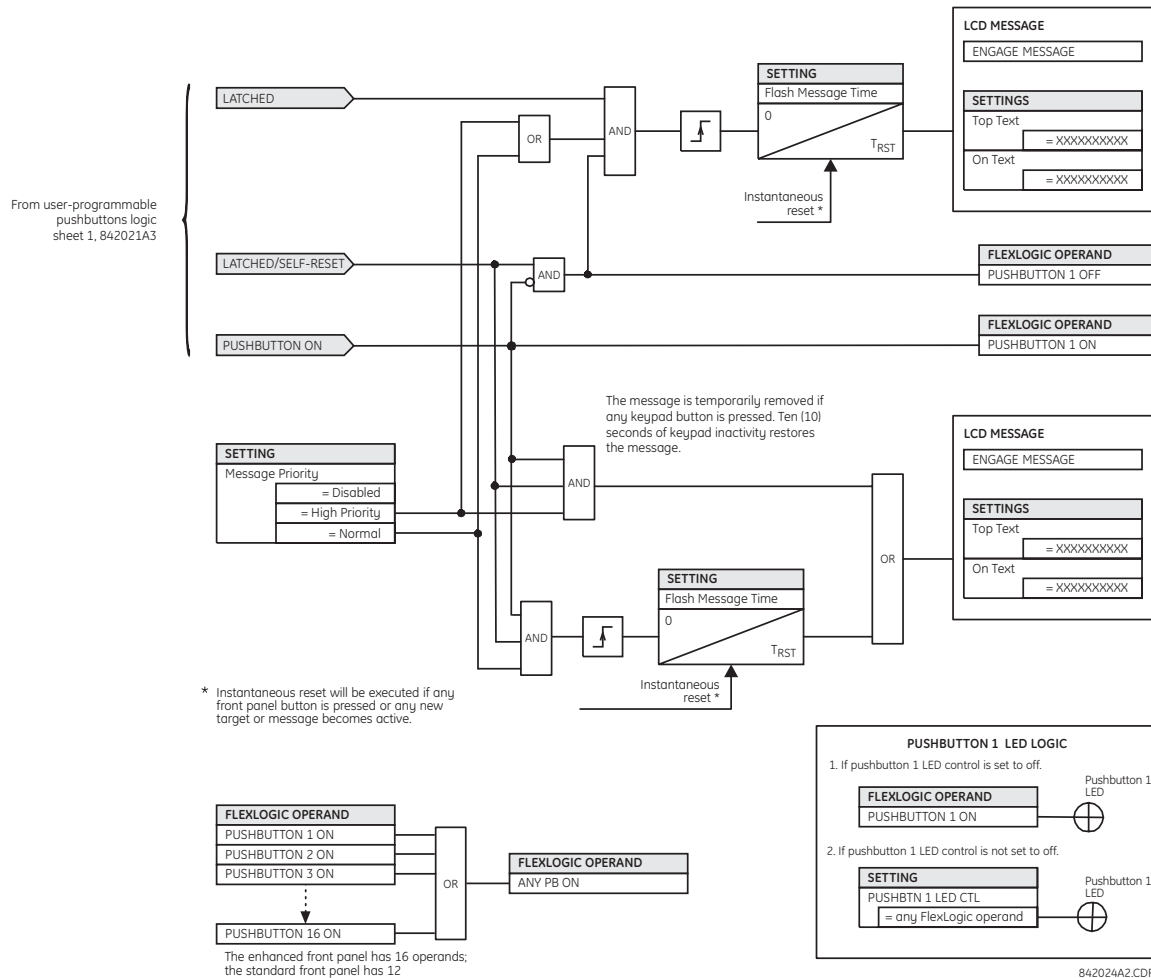 LCD MESSAGE
ENGAGE MESSAGE
SETTINGS
Top Text
= XXXXXXXXXX
On Text
= XXXXXXXXXX
SETTING
Flash Message Time
0
TRST
Instantaneous
reset *
LATCHED
OR
AND
From user-programmable
pushbuttons logic
sheet 1, 842021A3
LATCHED/SELF-RESET
AND
FLEXLOGIC OPERAND
PUSHBUTTON 1 OFF
PUSHBUTTON ON
FLEXLOGIC OPERAND
PUSHBUTTON 1 ON
The message is temporarily removed if
any keypad button is pressed. Ten (10)
seconds of keypad inactivity restores
the message.
SETTING
Message Priority
= Disabled
= High Priority
= Normal
AND
OR
LCD MESSAGE
ENGAGE MESSAGE
SETTINGS
Top Text
= XXXXXXXXXX
On Text
= XXXXXXXXXX
AND
SETTING
Flash Message Time
0
TRST
Instantaneous
reset *
* Instantaneous reset will be executed if any
front panel button is pressed or any new
target or message becomes active.
FLEXLOGIC OPERAND
PUSHBUTTON 1 ON
PUSHBUTTON 2 ON
PUSHBUTTON 3 ON
PUSHBUTTON 16 ON
OR
FLEXLOGIC OPERAND
ANY PB ON
The enhanced front panel has 16 operands;
the standard front panel has 12
PUSHBUTTON 1 LED LOGIC
1. If pushbutton 1 LED control is set to off.
FLEXLOGIC OPERAND
PUSHBUTTON 1 ON
Pushbutton 1
LED
2. If pushbutton 1 LED control is not set to off.
SETTING
PUSHBTN 1 LED CTL
= any FlexLogic operand
Pushbutton 1
LED
842024A2.CDR